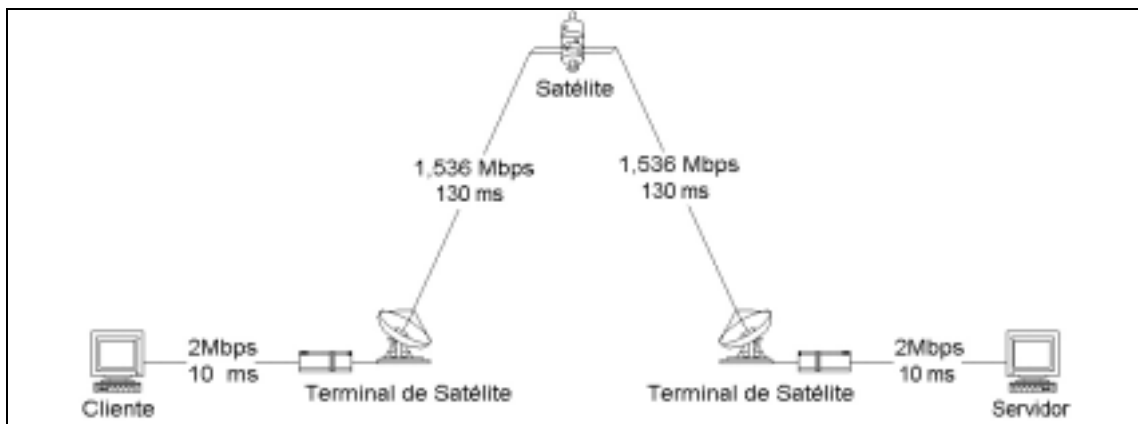 Satélite
1,536 Mbps
130 ms
1,536 Mbps
130 ms
2Mbps
10 ms
Cliente
Terminal de Satélite
Terminal de Satélite
2Mbps
10 ms
Servidor